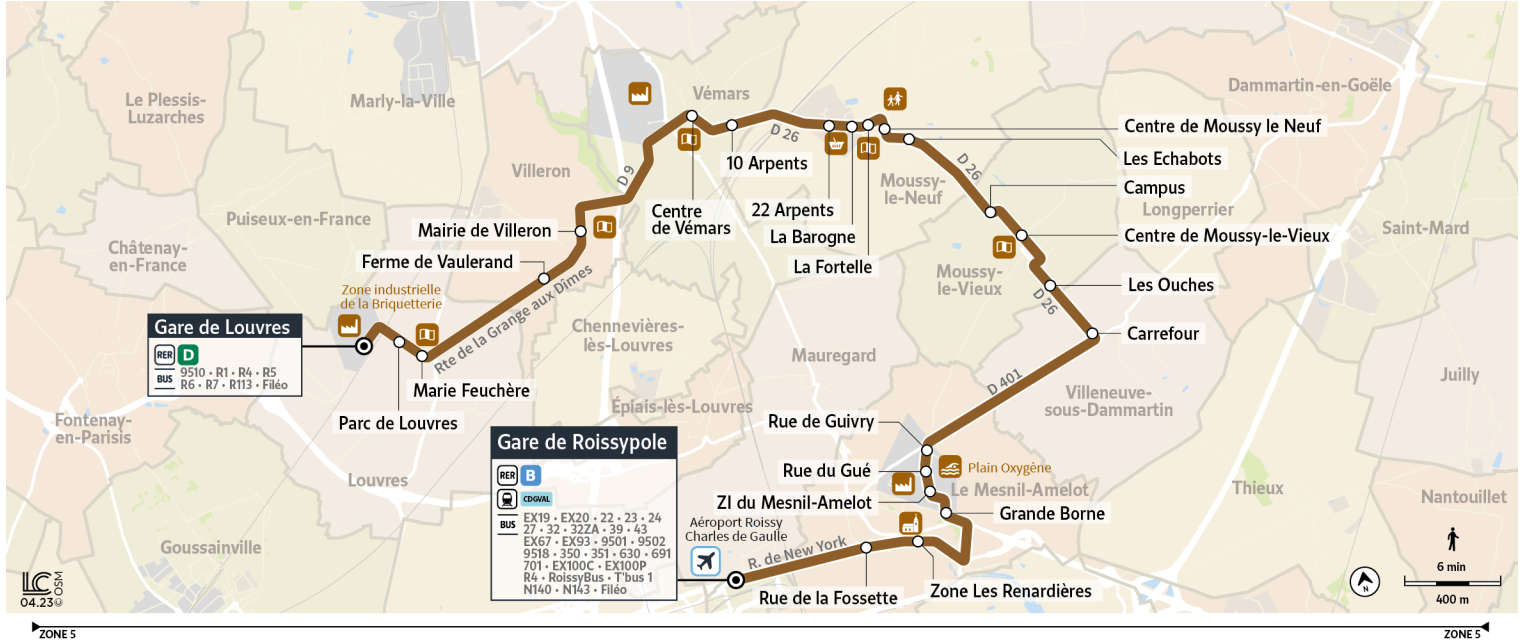 Le Plessis-
Luzarches
Marly-la-Ville
Vémars
Dammartin-en-Goële
D 26
Centre de Moussy le Neuf
Les Echabots
10 Arpents
D 26
Villeron
D 9
Moussy-
le-Neuf
Campus
Longperrier
Puiseux-en-France
Centre
de Vémars
22 Arpents
La Barogne
La Fortelle
Mairie de Villeron
Centre de Moussy-le-Vieux
Saint-Mard
Châtenay-
en-France
Ferme de Vaulerand
Moussy-
le-Vieux
Les Ouches
D 26
Zone industrielle
de la Briquetterie
Rte de la Grange aux Dîmes
Gare de Louvres
RER D
BUS
9510 • R1 • R4 • R5
R6 • R7 • R113 • Filéo
Chennevières-
lès-Louvres
Carrefour
Mauregard
Marie Feuchère
D 401
Juilly
Villeneuve-
sous-Dammartin
Épiais-lès-Louvres
Parc de Louvres
Fontenay-
en-Parisis
Rue de Guivry
Gare de Roissypole
RER B
CDGVAL
BUS
EX19 • EX20 • 22 • 23 • 24
27 • 32 • 32ZA • 39 • 43
EX67 • EX93 • 9501 • 9502
9518 • 350 • 351 • 630 • 691
701 • EX100C • EX100P
R4 • RoissyBus • T'bus 1
N140 • N143 • Filéo
Rue du Gué
Plain Oxygène
Louvres
ZI du Mesnil-Amelot
Le Mesnil-Amelot
Thieux
Nantouillet
Grande Borne
Aéroport Roissy
Charles de Gaulle
R. de New York
Goussainville
Zone Les Renardières
Rue de la Fossette
LC
04.23 © OSM
N
6 min
400 m
ZONE 5
ZONE 5